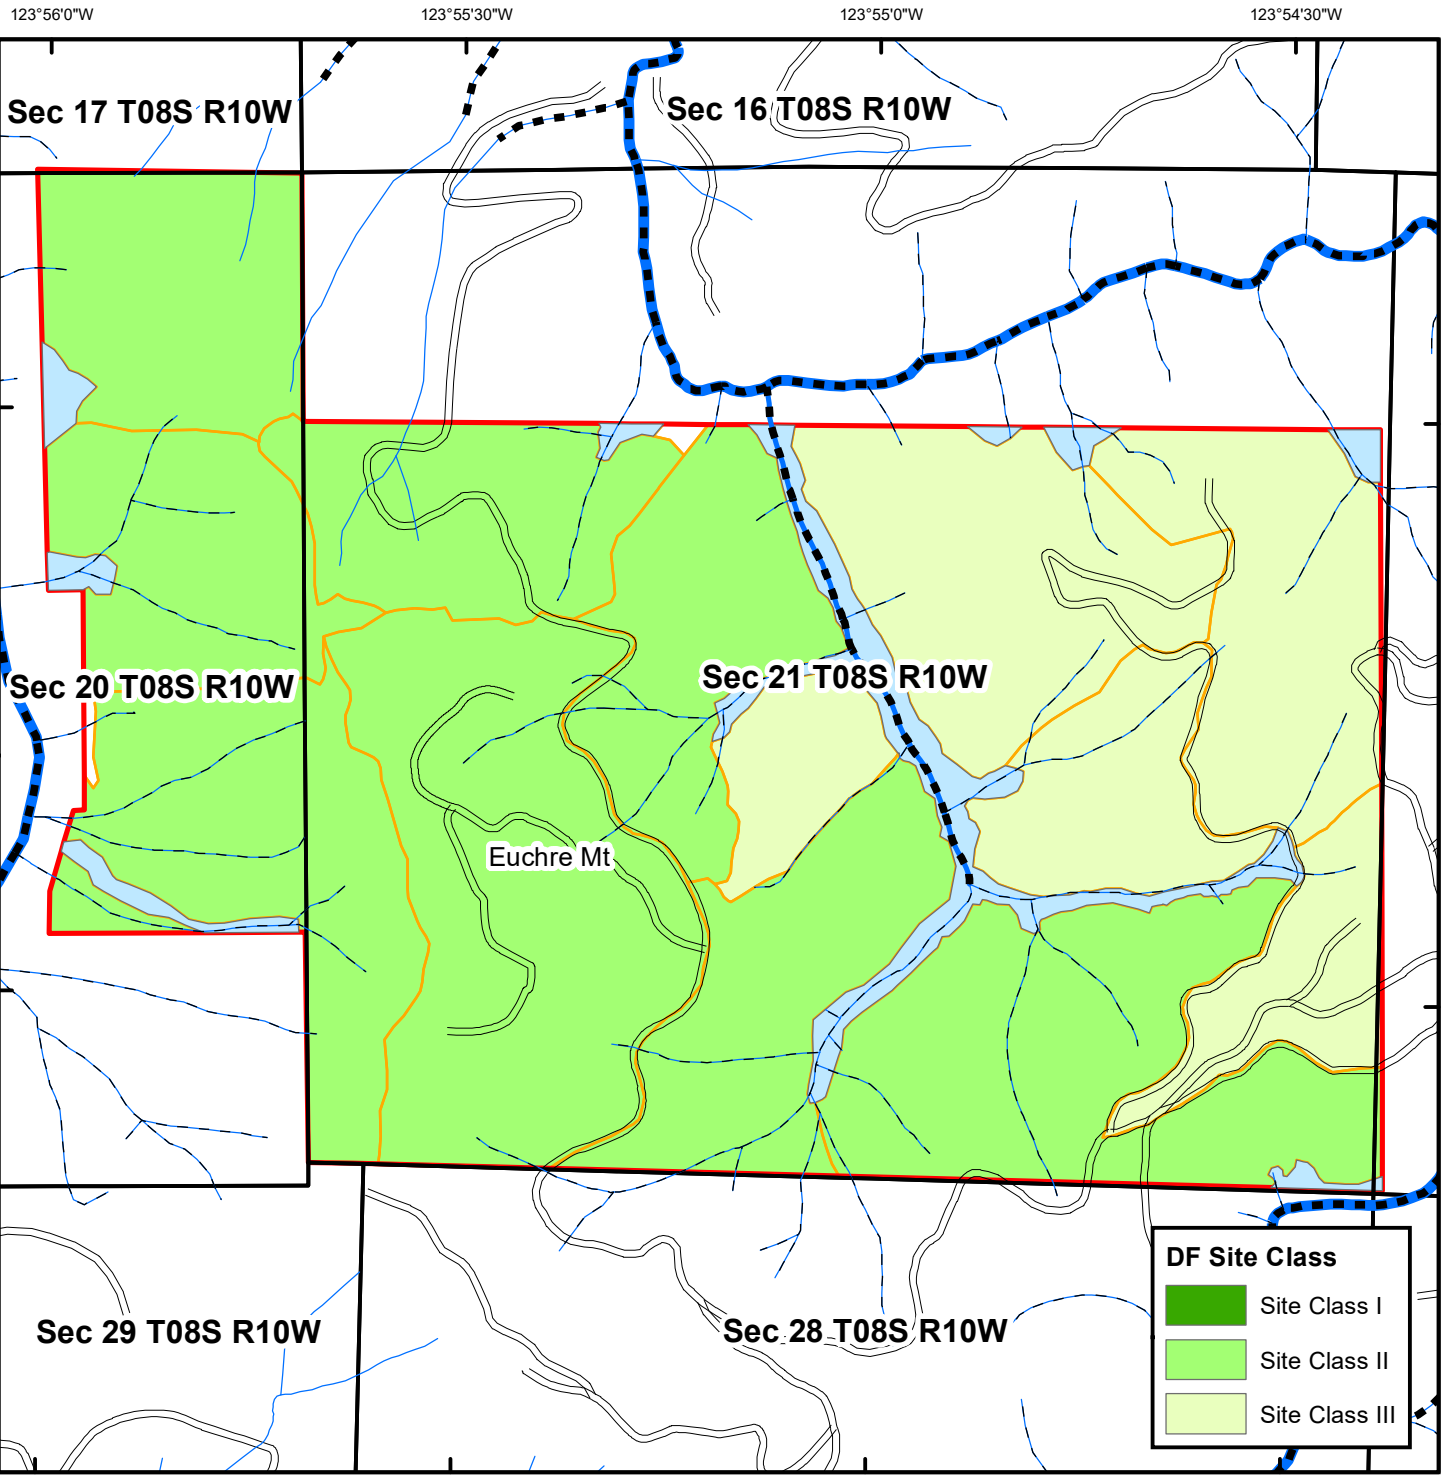 123°56'0"W
123°55'30"W
123°55'0"W
123°54'30"W
Sec 17 T08S R10W
Sec 16 T08S R10W
Sec 20 T08S R10W
Sec 21 T08S R10W
Euchre Mt
Sec 29 T08S R10W
Sec 28 T08S R10W
DF Site Class
Site Class I
Site Class II
Site Class III